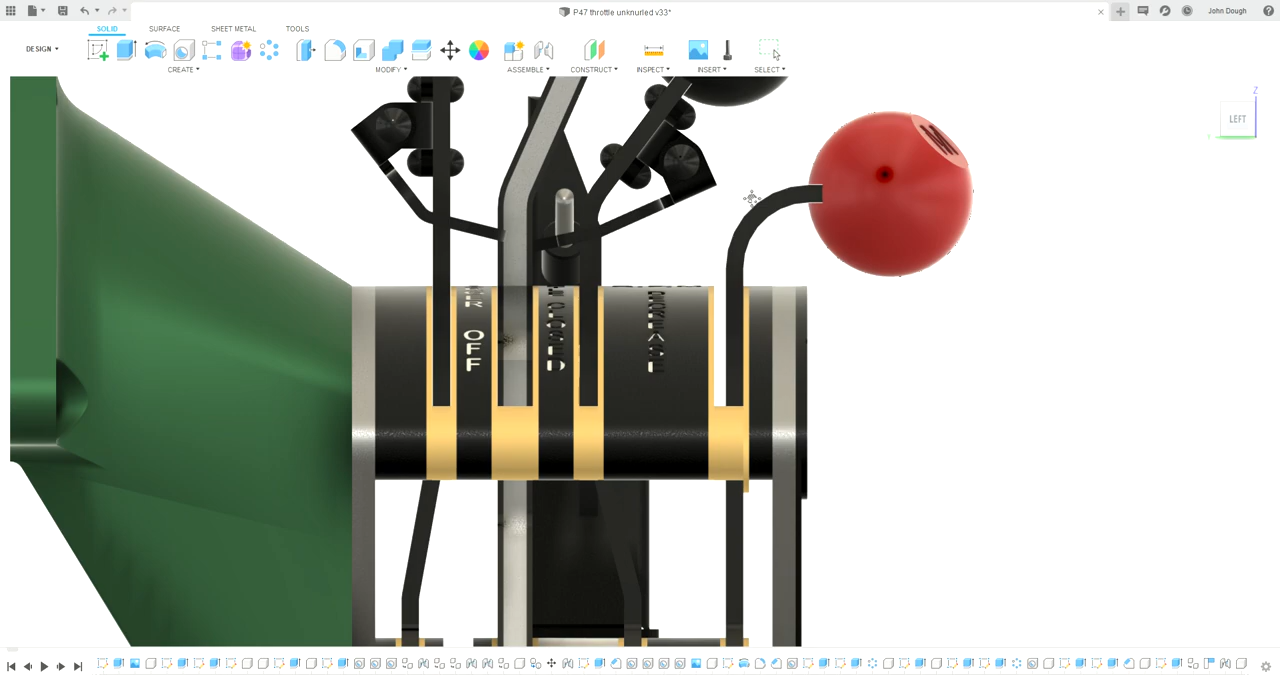 P47 throttle unknurled v33*
John Dough
SOLID SURFACE SHEET METAL TOOLS
DESIGN
CREATE MODIFY ASSEMBLE CONSTRUCT INSPECT INSERT SELECT
Z
LEFT
Y
M
OFF
CLOSED